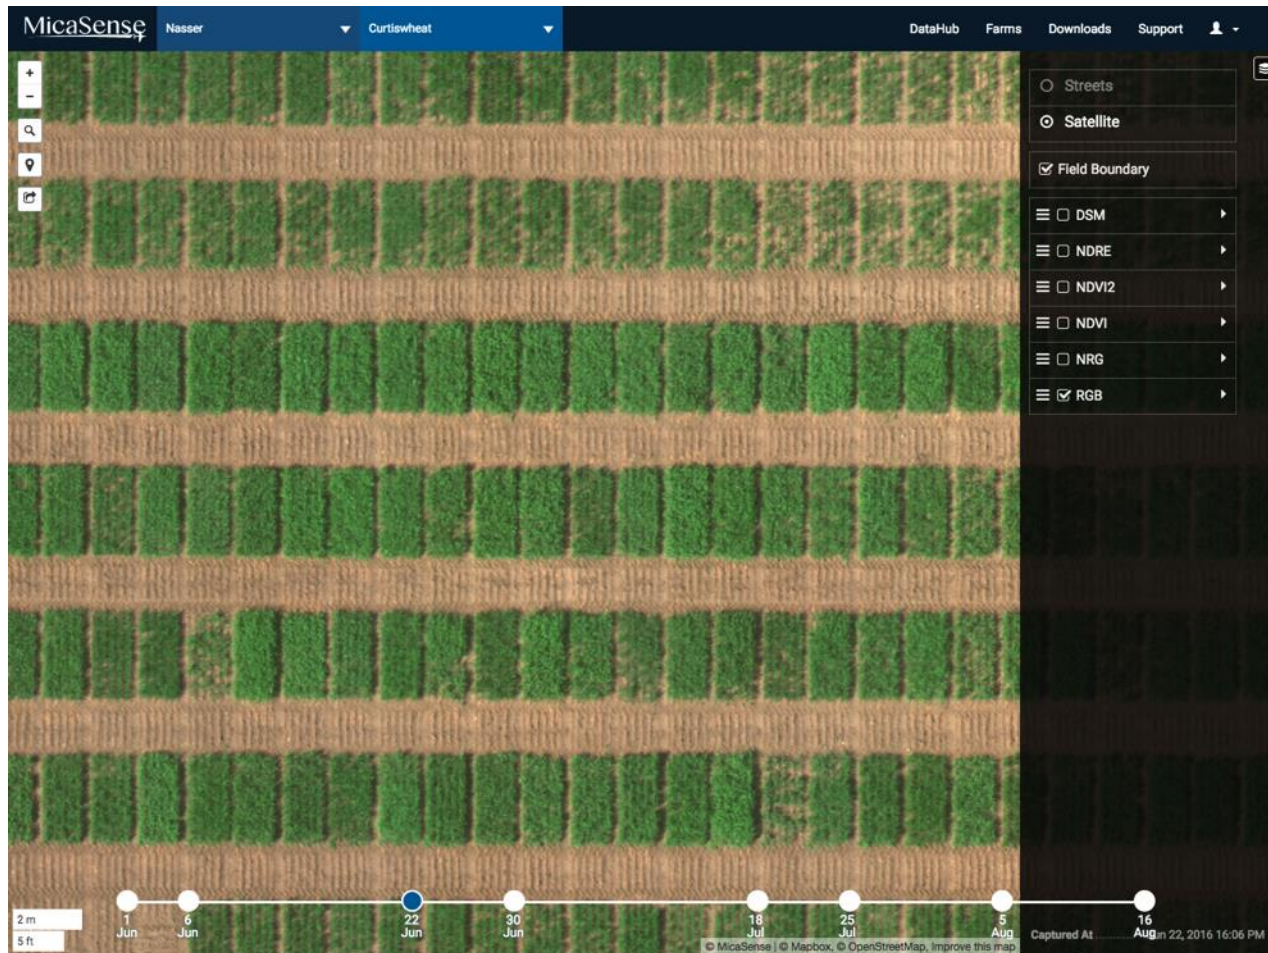 MicaSense
Nasser
Curtiswheat
DataHub Farms Downloads Support
+
−
Streets
Satellite
Field Boundary
DSM
NDRE
NDVI2
NDVI
NRG
RGB
2 m
5 ft
1 Jun
6 Jun
22 Jun
30 Jun
18 Jul
25 Jul
5 Aug
16 Aug
Captured At un 22, 2016 16:06 PM
© MicaSense | © Mapbox, © OpenStreetMap, Improve this map